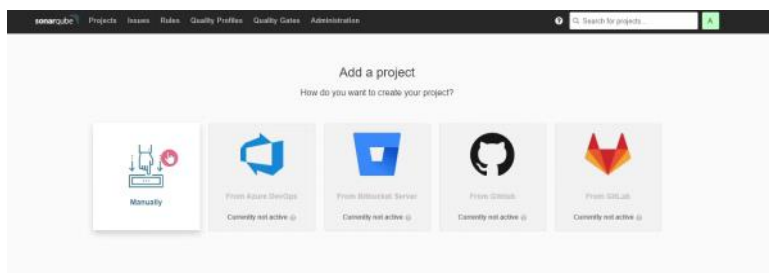 sonarqube Projects Issues Rules Quality Profiles Quality Gates Administration Search for projects... A
Add a project
How do you want to create your project?
Manually From Azure DevOps From Bitbucket Server From GitHub From GitLab
Currently not active Currently not active Currently not active Currently not active